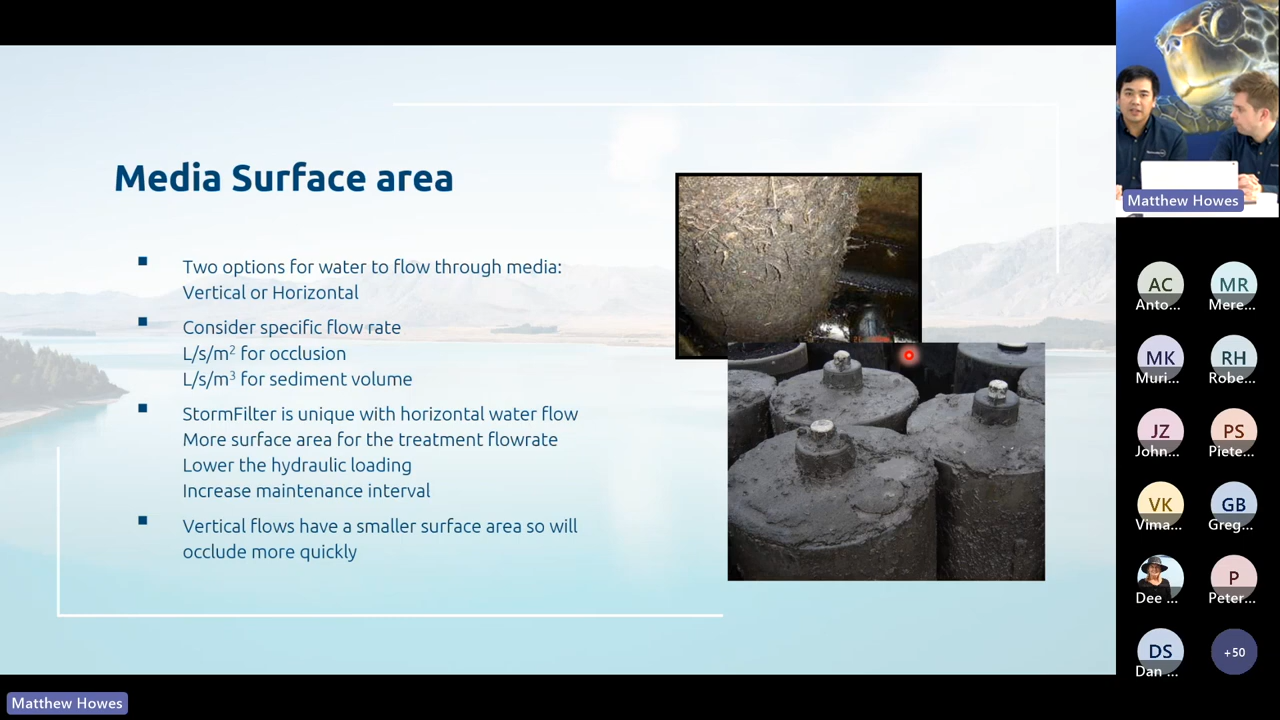 Media Surface area
Two options for water to flow through media:
Vertical or Horizontal
Consider specific flow rate
L/s/m² for occlusion
L/s/m³ for sediment volume
StormFilter is unique with horizontal water flow
More surface area for the treatment flowrate
Lower the hydraulic loading
Increase maintenance interval
Vertical flows have a smaller surface area so will
occlude more quickly
Matthew Howes
AC
Anto...
MR
Mere...
MK
Muri...
RH
Robe...
JZ
John...
PS
Piete...
VK
Vima...
GB
Greg...
Dee ...
P
Peter...
DS
Dan ...
+50
Matthew Howes